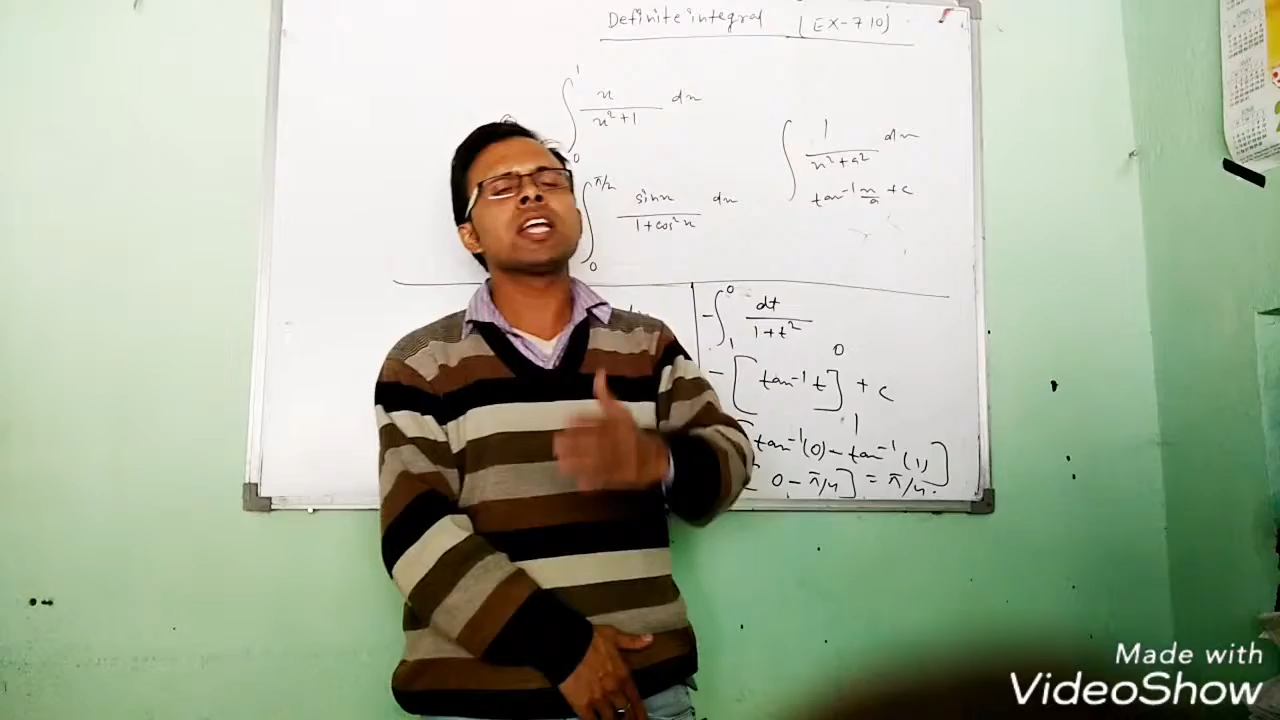 Definite integral [EX-7.10]
∫₀¹ x/(x²+1) dx
∫ 1/(x²+a²) dx
tan⁻¹ x/a + c
∫₀^(π/2) sinx/(1+cos²x) dx
-∫₁⁰ dt/(1+t²)
-[tan⁻¹ t]₁⁰ + c
tan⁻¹(0) - tan⁻¹(1)]
[0 - π/4] = π/4.
Made with
VideoShow